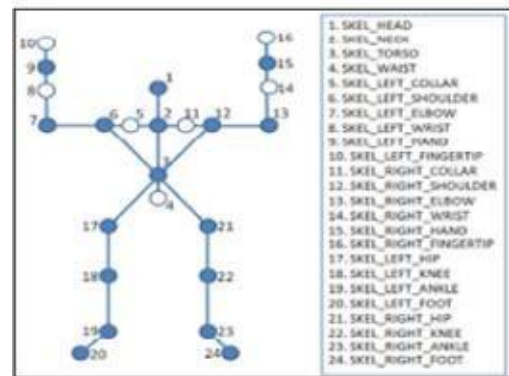 10
9
8
7
6
5
1
2
11
12
13
14
15
16
3
4
17
18
19
20
21
22
23
24
1. SKEL_HEAD
2. SKEL_NECK
3. SKEL_TORSO
4. SKEL_WAIST
5. SKEL_LEFT_COLLAR
6. SKEL_LEFT_SHOULDER
7. SKEL_LEFT_ELBOW
8. SKEL_LEFT_WRIST
9. SKEL_LEFT_HAND
10. SKEL_LEFT_FINGERTIP
11. SKEL_RIGHT_COLLAR
12. SKEL_RIGHT_SHOULDER
13. SKEL_RIGHT_ELBOW
14. SKEL_RIGHT_WRIST
15. SKEL_RIGHT_HAND
16. SKEL_RIGHT_FINGERTIP
17. SKEL_LEFT_HIP
18. SKEL_LEFT_KNEE
19. SKEL_LEFT_ANKLE
20. SKEL_LEFT_FOOT
21. SKEL_RIGHT_HIP
22. SKEL_RIGHT_KNEE
23. SKEL_RIGHT_ANKLE
24. SKEL_RIGHT_FOOT